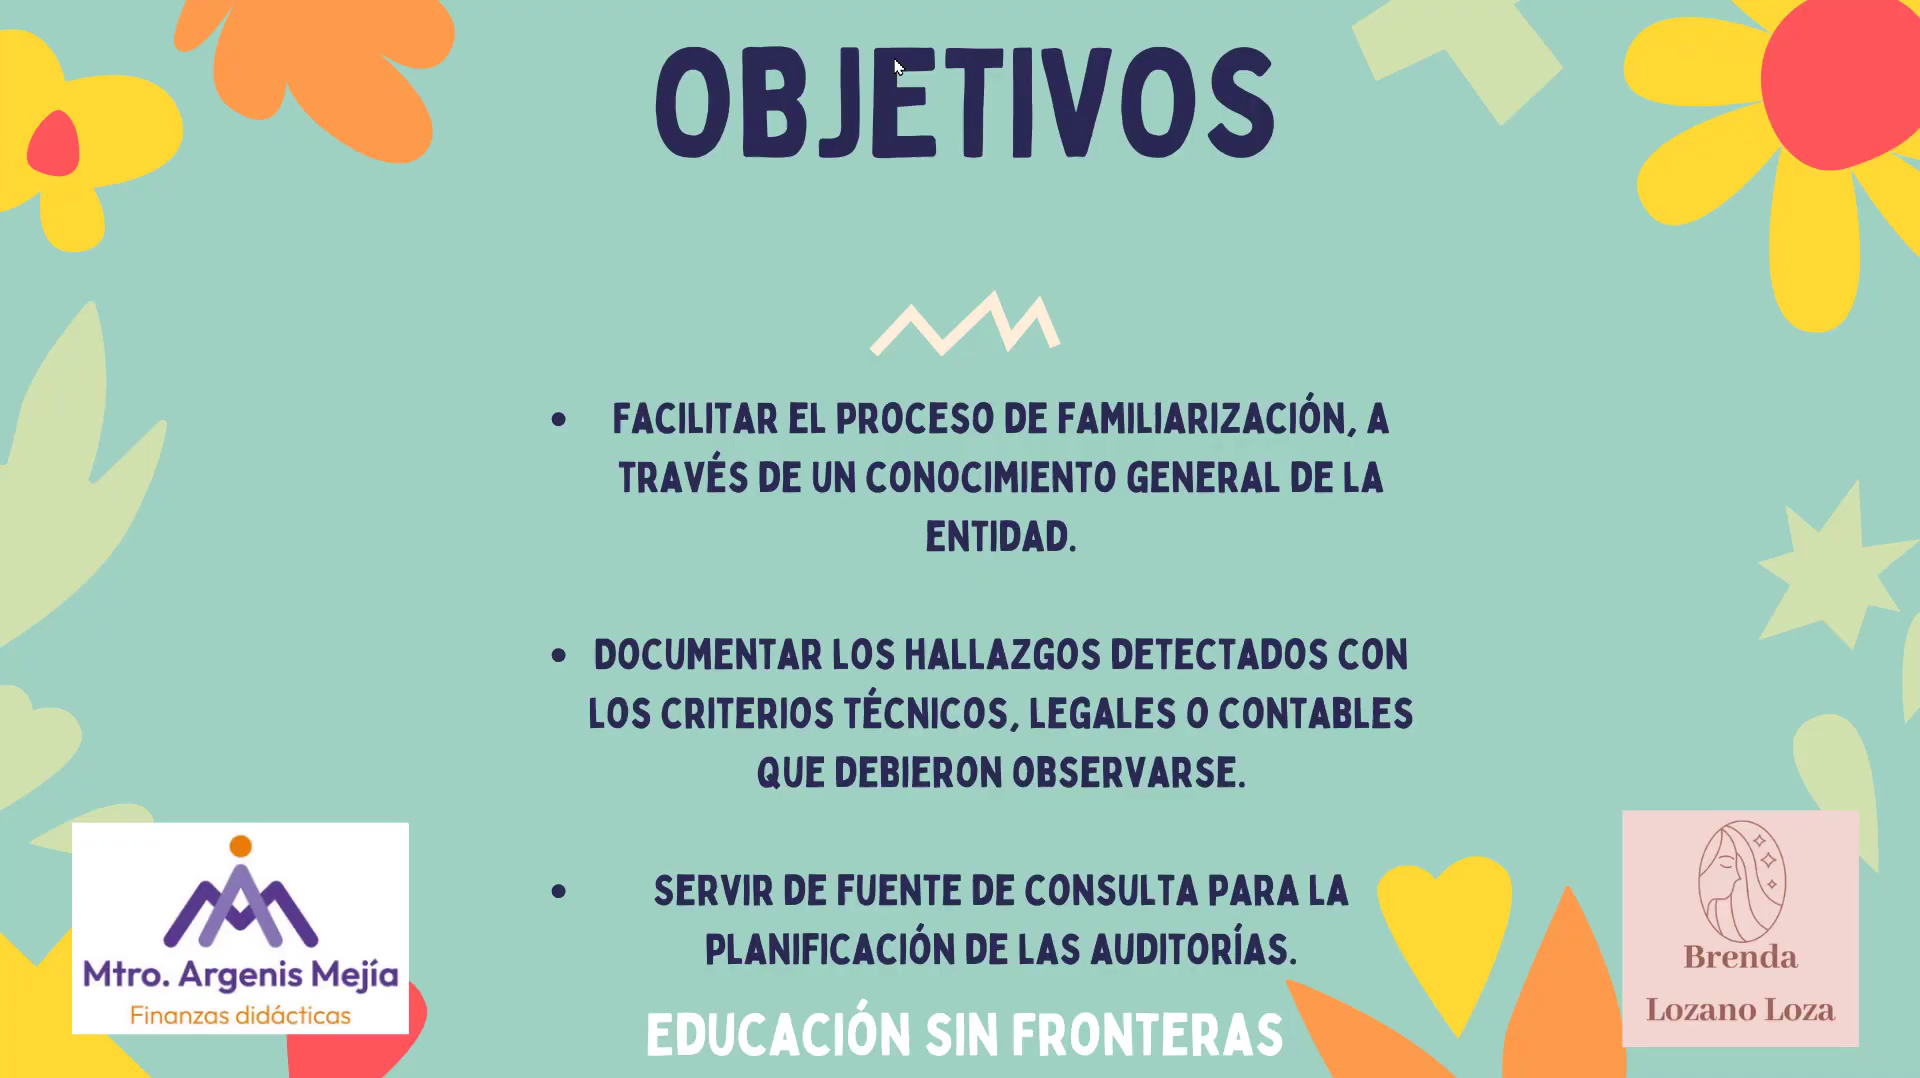 OBJETIVOS
• FACILITAR EL PROCESO DE FAMILIARIZACIÓN, A
TRAVÉS DE UN CONOCIMIENTO GENERAL DE LA
ENTIDAD.
• DOCUMENTAR LOS HALLAZGOS DETECTADOS CON
LOS CRITERIOS TÉCNICOS, LEGALES O CONTABLES
QUE DEBIERON OBSERVARSE.
• SERVIR DE FUENTE DE CONSULTA PARA LA
PLANIFICACIÓN DE LAS AUDITORÍAS.
EDUCACIÓN SIN FRONTERAS
Mtro. Argenis Mejía
Finanzas didácticas
Brenda
Lozano Loza